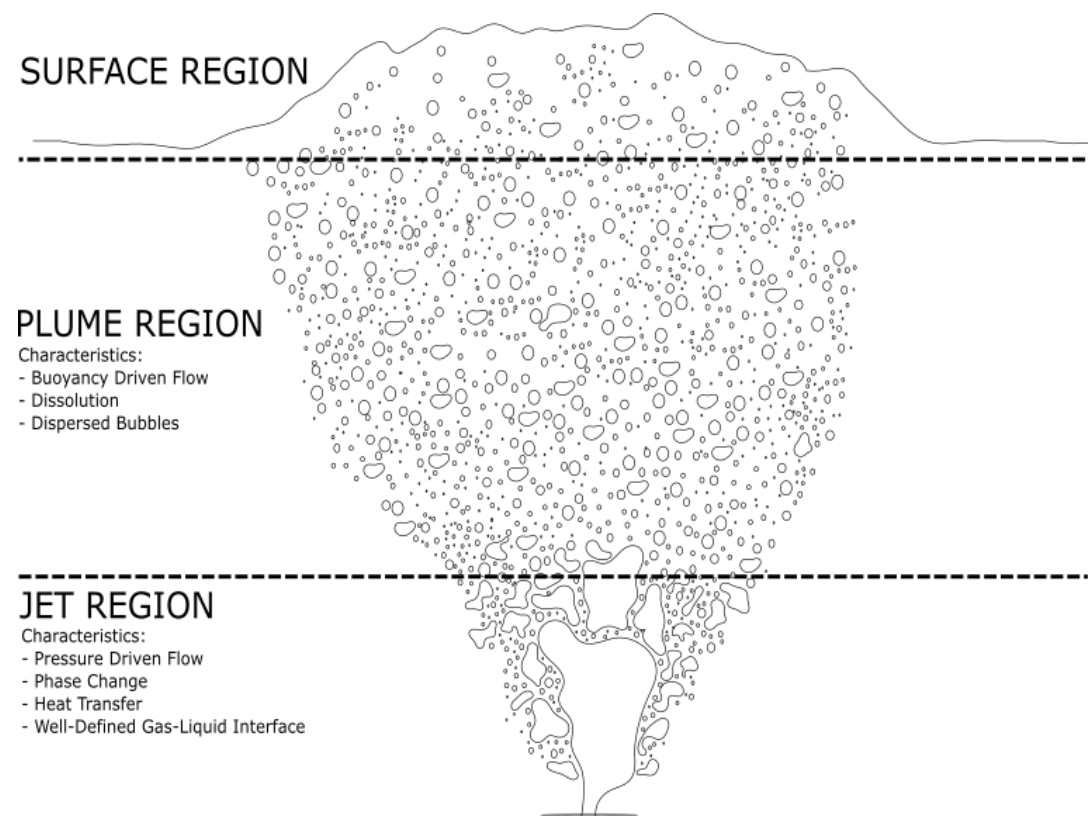 SURFACE REGION
PLUME REGION
Characteristics:
- Buoyancy Driven Flow
- Dissolution
- Dispersed Bubbles
JET REGION
Characteristics:
- Pressure Driven Flow
- Phase Change
- Heat Transfer
- Well-Defined Gas-Liquid Interface